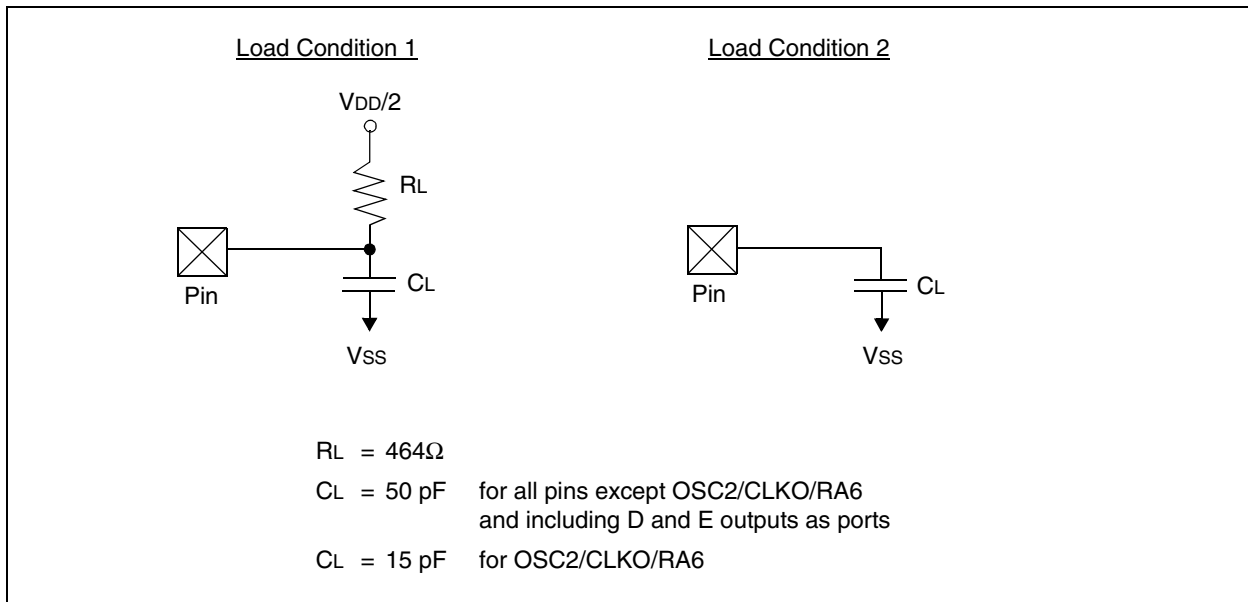 Load Condition 1
Load Condition 2
VDD/2
RL
Pin
CL
VSS
Pin
CL
VSS
RL = 464Ω
CL = 50 pF for all pins except OSC2/CLKO/RA6
and including D and E outputs as ports
CL = 15 pF for OSC2/CLKO/RA6